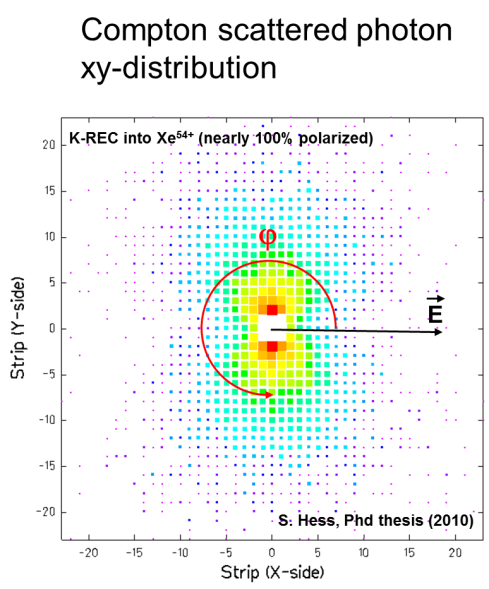 Compton scattered photon
xy-distribution
K-REC into Xe54+ (nearly 100% polarized)
20
15
10
5
0
-5
-10
-15
-20
Strip (Y-side)
φ
E
S. Hess, Phd thesis (2010)
-20 -15 -10 -5 0 5 10 15 20
Strip (X-side)